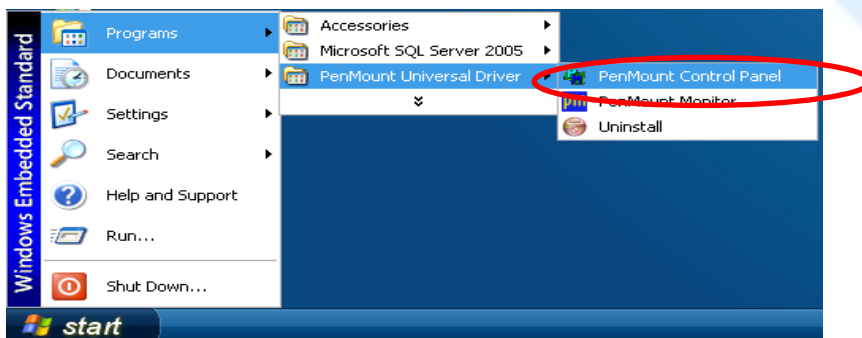 Windows Embedded Standard
Programs
Documents
Settings
Search
Help and Support
Run...
Shut Down...
Accessories
Microsoft SQL Server 2005
PenMount Universal Driver
PenMount Control Panel
pm PenMount Monitor
Uninstall
start